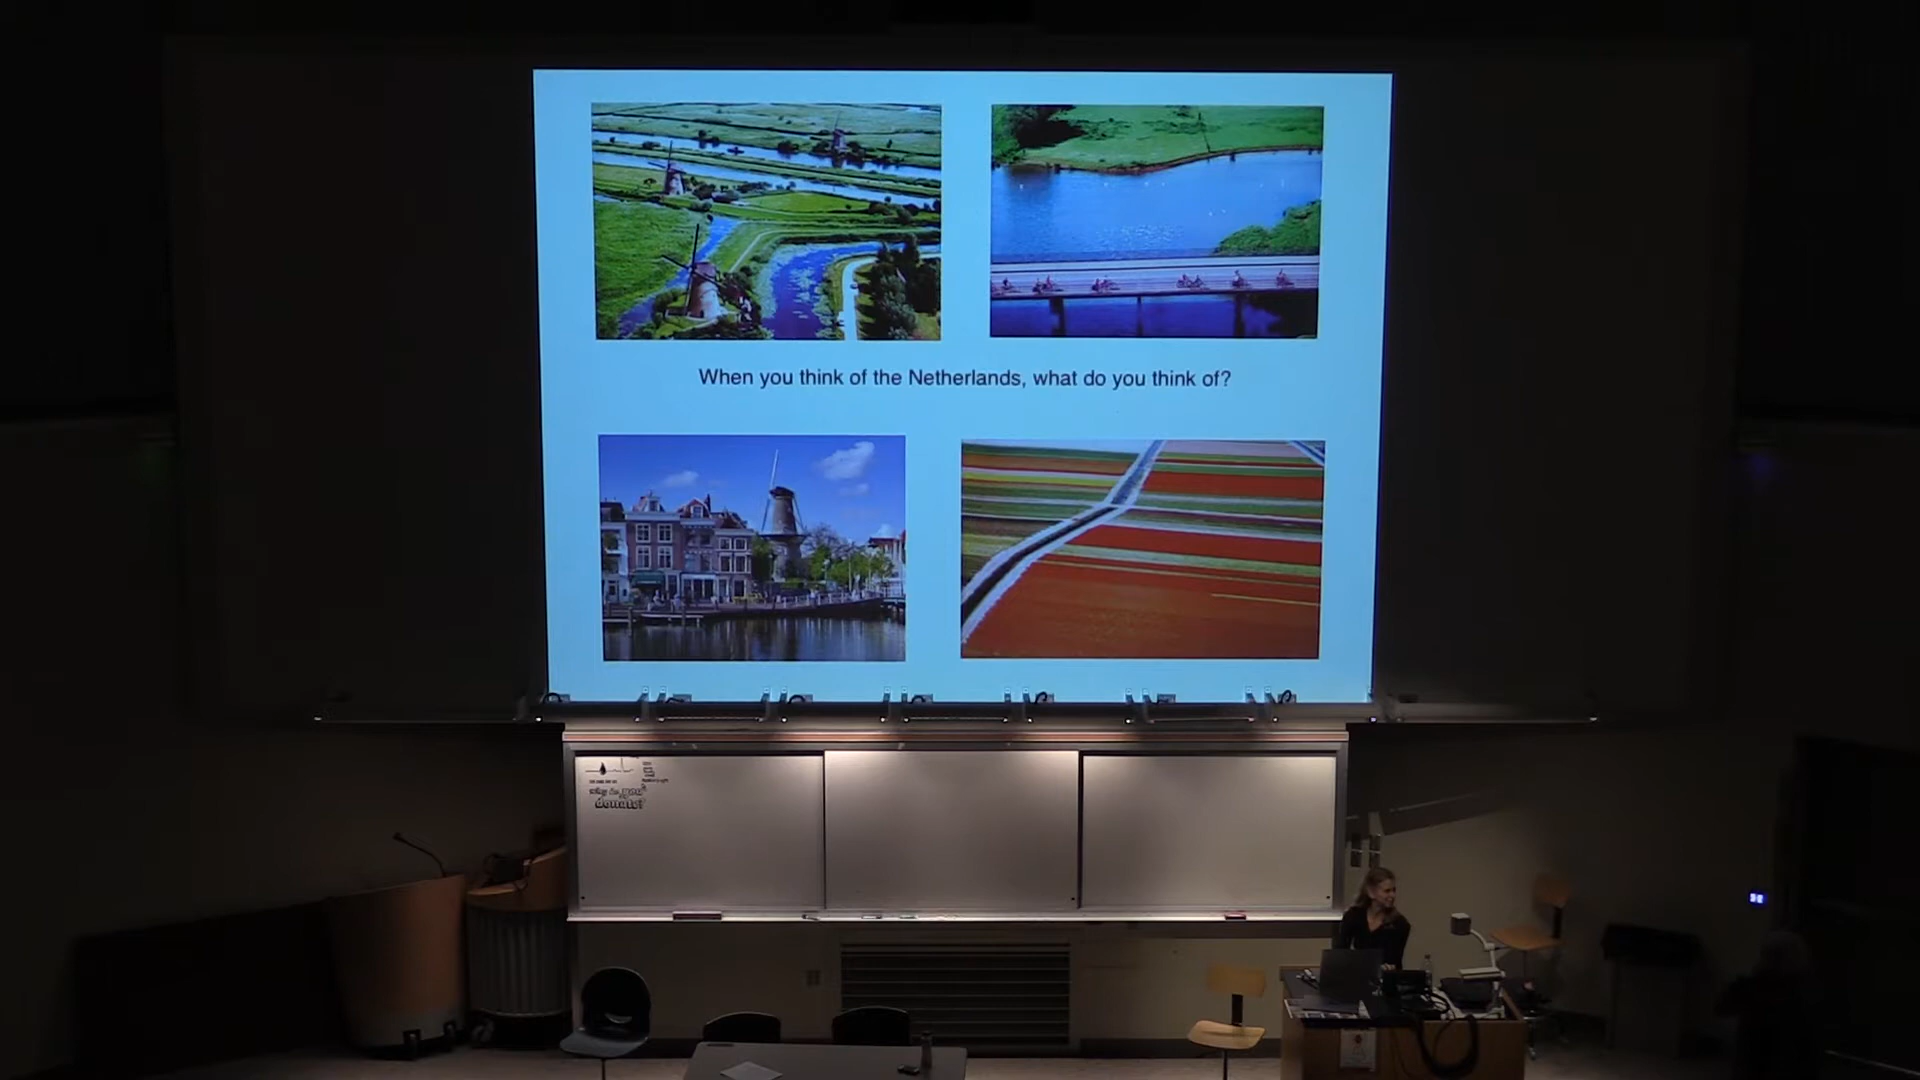 When you think of the Netherlands, what do you think of?
why do you
donate?